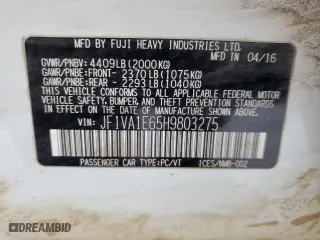 MFD BY FUJI HEAVY INDUSTRIES LTD.
IN 04/16
GVWR/PNBV: 4409LB(2000KG)
GAWR/PNBE: FRONT- 2370LB(1075KG)
GAWR/PNBE: REAR - 2293LB(1040KG)
THIS VEHICLE CONFORMS TO ALL APPLICABLE FEDERAL MOTOR
VEHICLE SAFETY, BUMPER, AND THEFT PREVENTION STANDARDS IN
EFFECT ON THE DATE OF MANUFACTURE SHOWN ABOVE.
VIN: JF1VA1E65H9803275
PASSENGER CAR TYPE:PC/VT ICES/NMB-002